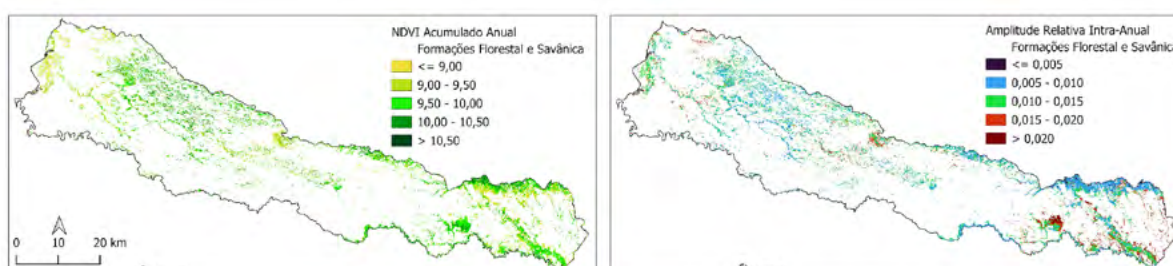 NDVI Acumulado Anual
Formações Florestal e Savânica
<= 9,00
9,00 - 9,50
9,50 - 10,00
10,00 - 10,50
> 10,50
0 10 20 km
Amplitude Relativa Intra-Anual
Formações Florestal e Savânica
<= 0,005
0,005 - 0,010
0,010 - 0,015
0,015 - 0,020
> 0,020